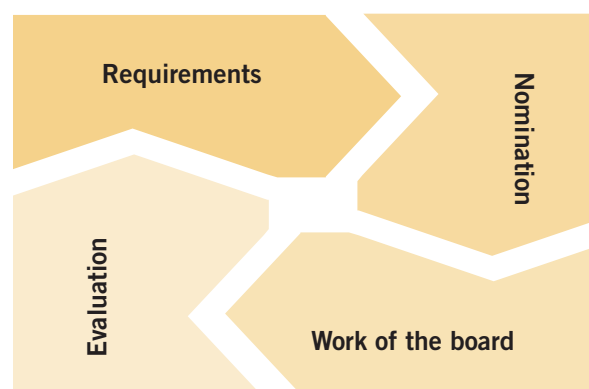 Requirements
Nomination
Work of the board
Evaluation